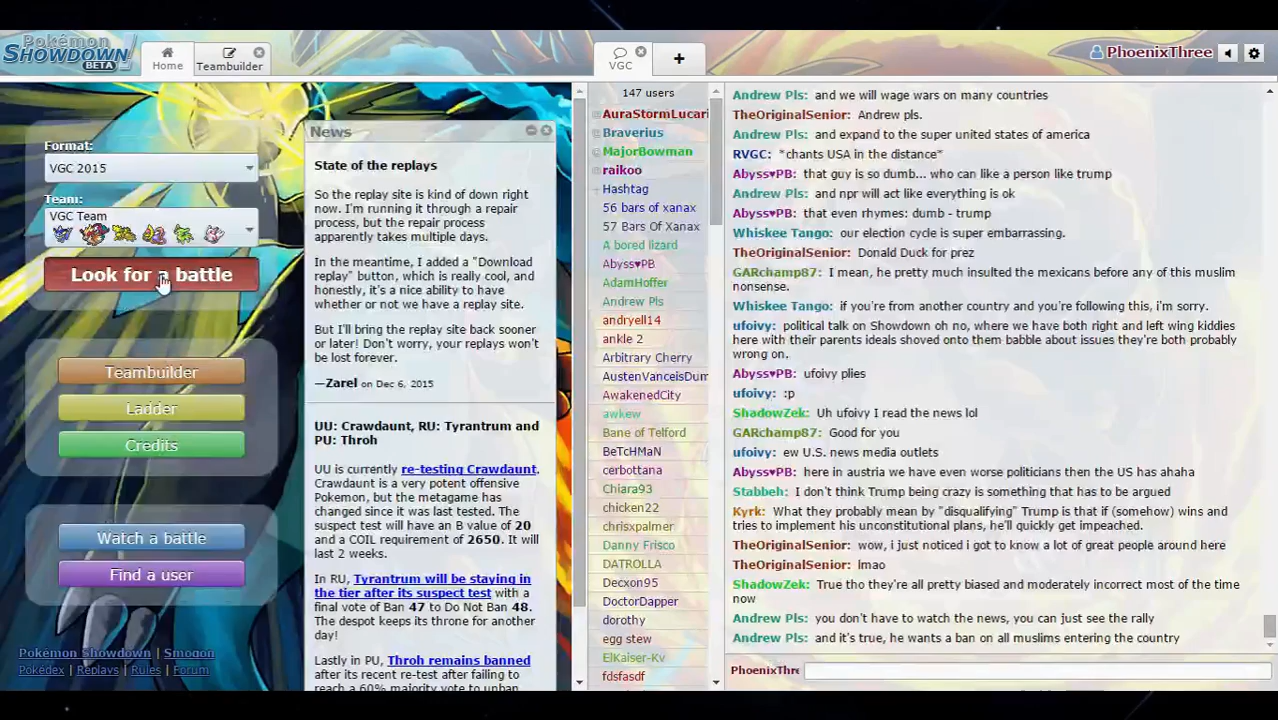 Pokémon
SHOWDOWN!
BETA
Home
Teambuilder
VGC
+
PhoenixThree
Format:
VGC 2015
Team:
VGC Team
Look for a battle
Teambuilder
Ladder
Credits
Watch a battle
Find a user
Pokémon Showdown | Smogon
Pokédex | Replays | Rules | Forum
News
State of the replays
So the replay site is kind of down right
now. I'm running it through a repair
process, but the repair process
apparently takes multiple days.
In the meantime, I added a "Download
replay" button, which is really cool, and
honestly, it's a nice ability to have
whether or not we have a replay site.
But I'll bring the replay site back sooner
or later! Don't worry, your replays won't
be lost forever.
—Zarel on Dec 6, 2015
UU: Crawdaunt, RU: Tyrantrum and
PU: Throh
UU is currently re-testing Crawdaunt.
Crawdaunt is a very potent offensive
Pokemon, but the metagame has
changed since it was last tested. The
suspect test will have an B value of 20
and a COIL requirement of 2650. It will
last 2 weeks.
In RU, Tyrantrum will be staying in
the tier after its suspect test with a
final vote of Ban 47 to Do Not Ban 48.
The despot keeps its throne for another
day!
Lastly in PU, Throh remains banned
after its recent re-test after failing to
reach a 60% majority vote to unban
147 users
AuraStormLucari
Braverius
MajorBowman
raikoo
Hashtag
56 bars of xanax
57 Bars Of Xanax
A bored lizard
Abyss♥PB
AdamHoffer
Andrew Pls
andryell14
ankle 2
Arbitrary Cherry
AustenVanceisDum
AwakenedCity
awkew
Bane of Telford
BeTcHMaN
cerbottana
Chiara93
chicken22
chrisxpalmer
Danny Frisco
DATROLLA
Decxon95
DoctorDapper
dorothy
egg stew
ElKaiser-Kv
fdsfasdf
Andrew Pls: and we will wage wars on many countries
TheOriginalSenior: Andrew pls.
Andrew Pls: and expand to the super united states of america
RVGC: *chants USA in the distance*
Abyss♥PB: that guy is so dumb... who can like a person like trump
Andrew Pls: and npr will act like everything is ok
Abyss♥PB: that even rhymes: dumb - trump
Whiskee Tango: our election cycle is super embarrassing.
TheOriginalSenior: Donald Duck for prez
GARchamp87: I mean, he pretty much insulted the mexicans before any of this muslim
nonsense.
Whiskee Tango: if you're from another country and you're following this, i'm sorry.
ufoivy: political talk on Showdown oh no, where we have both right and left wing kiddies
here with their parents ideals shoved onto them babble about issues they're both probably
wrong on.
Abyss♥PB: ufoivy plies
ufoivy: :p
ShadowZek: Uh ufoivy I read the news lol
GARchamp87: Good for you
ufoivy: ew U.S. news media outlets
Abyss♥PB: here in austria we have even worse politicians then the US has ahaha
Stabbeh: I don't think Trump being crazy is something that has to be argued
Kyrk: What they probably mean by "disqualifying" Trump is that if (somehow) wins and
tries to implement his unconstitutional plans, he'll quickly get impeached.
TheOriginalSenior: wow, i just noticed i got to know a lot of great people around here
TheOriginalSenior: lmao
ShadowZek: True tho they're all pretty biased and moderately incorrect most of the time
now
Andrew Pls: you don't have to watch the news, you can just see the rally
Andrew Pls: and it's true, he wants a ban on all muslims entering the country
PhoenixThre